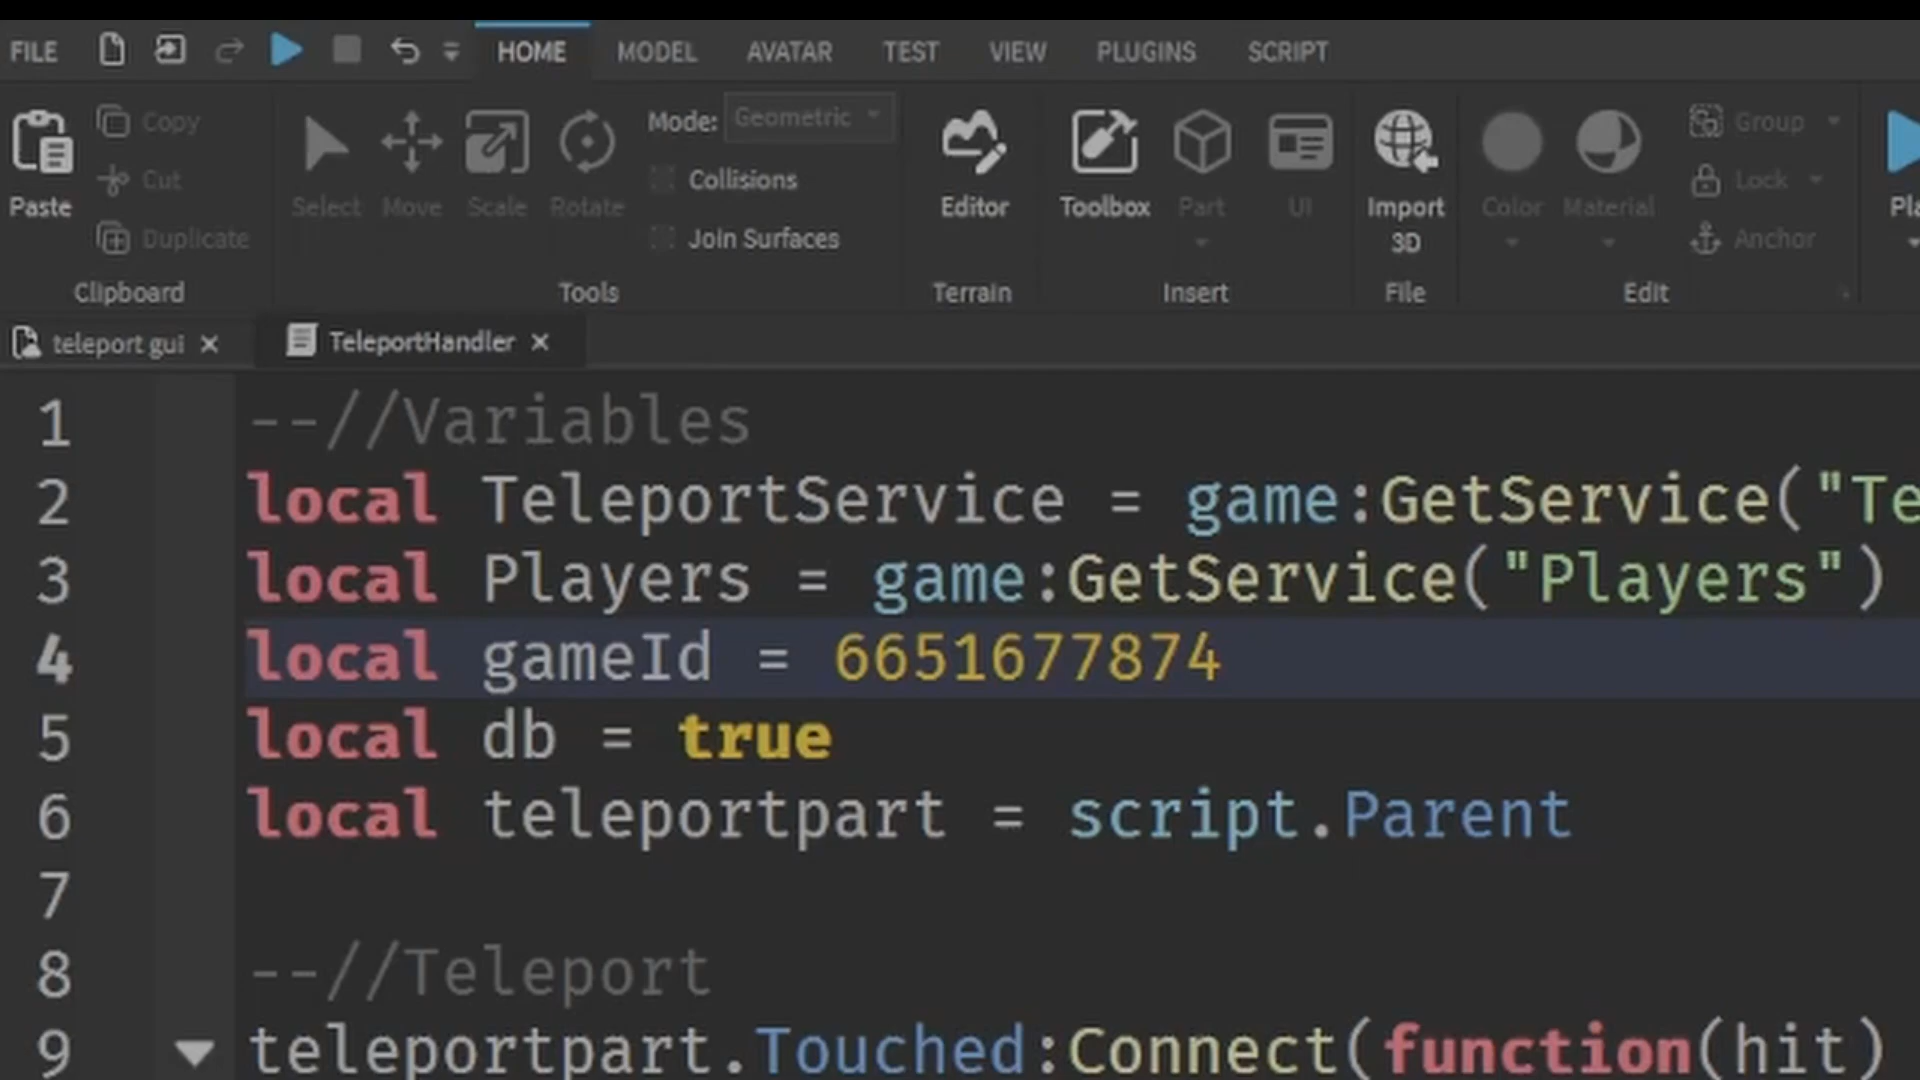 FILE HOME MODEL AVATAR TEST VIEW PLUGINS SCRIPT
Paste
Copy
Cut
Duplicate
Clipboard
Select Move Scale Rotate
Mode: Geometric
Collisions
Join Surfaces
Tools
Editor
Terrain
Toolbox Part UI
Insert
Import
3D
File
Color Material
Group
Lock
Anchor
Edit
Pla
teleport gui TeleportHandler
1 --//Variables
2 local TeleportService = game:GetService("Te
3 local Players = game:GetService("Players")
4 local gameId = 6651677874
5 local db = true
6 local teleportpart = script.Parent
7
8 --//Teleport
9 teleportpart.Touched:Connect(function(hit)